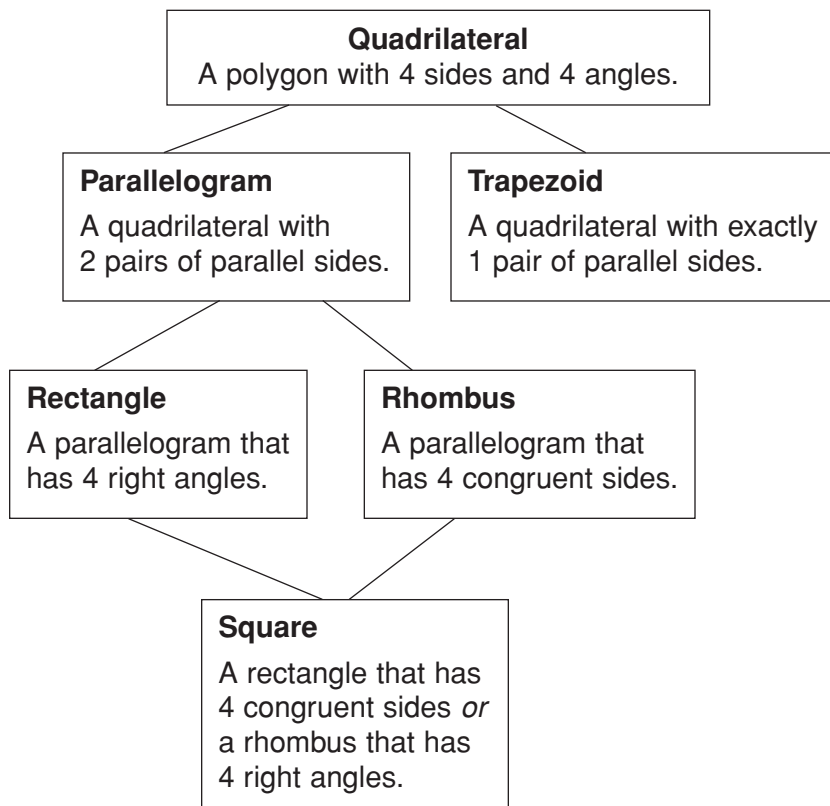 Quadrilateral
A polygon with 4 sides and 4 angles.
Parallelogram
A quadrilateral with
2 pairs of parallel sides.
Trapezoid
A quadrilateral with exactly
1 pair of parallel sides.
Rectangle
A parallelogram that
has 4 right angles.
Rhombus
A parallelogram that
has 4 congruent sides.
Square
A rectangle that has
4 congruent sides or
a rhombus that has
4 right angles.